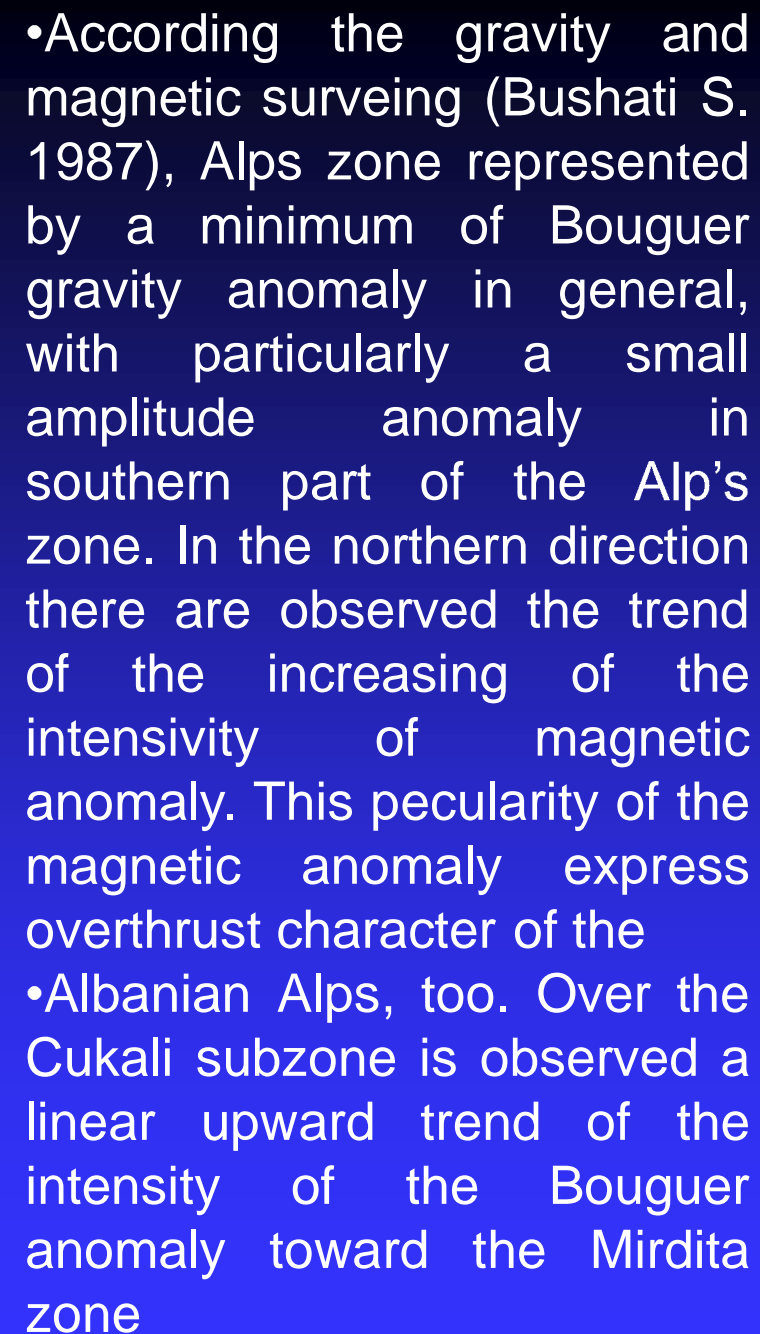 •According the gravity and
magnetic surveing (Bushati S.
1987), Alps zone represented
by a minimum of Bouguer
gravity anomaly in general,
with particularly a small
amplitude anomaly in
southern part of the Alp’s
zone. In the northern direction
there are observed the trend
of the increasing of the
intensivity of magnetic
anomaly. This pecularity of the
magnetic anomaly express
overthrust character of the
•Albanian Alps, too. Over the
Cukali subzone is observed a
linear upward trend of the
intensity of the Bouguer
anomaly toward the Mirdita
zone